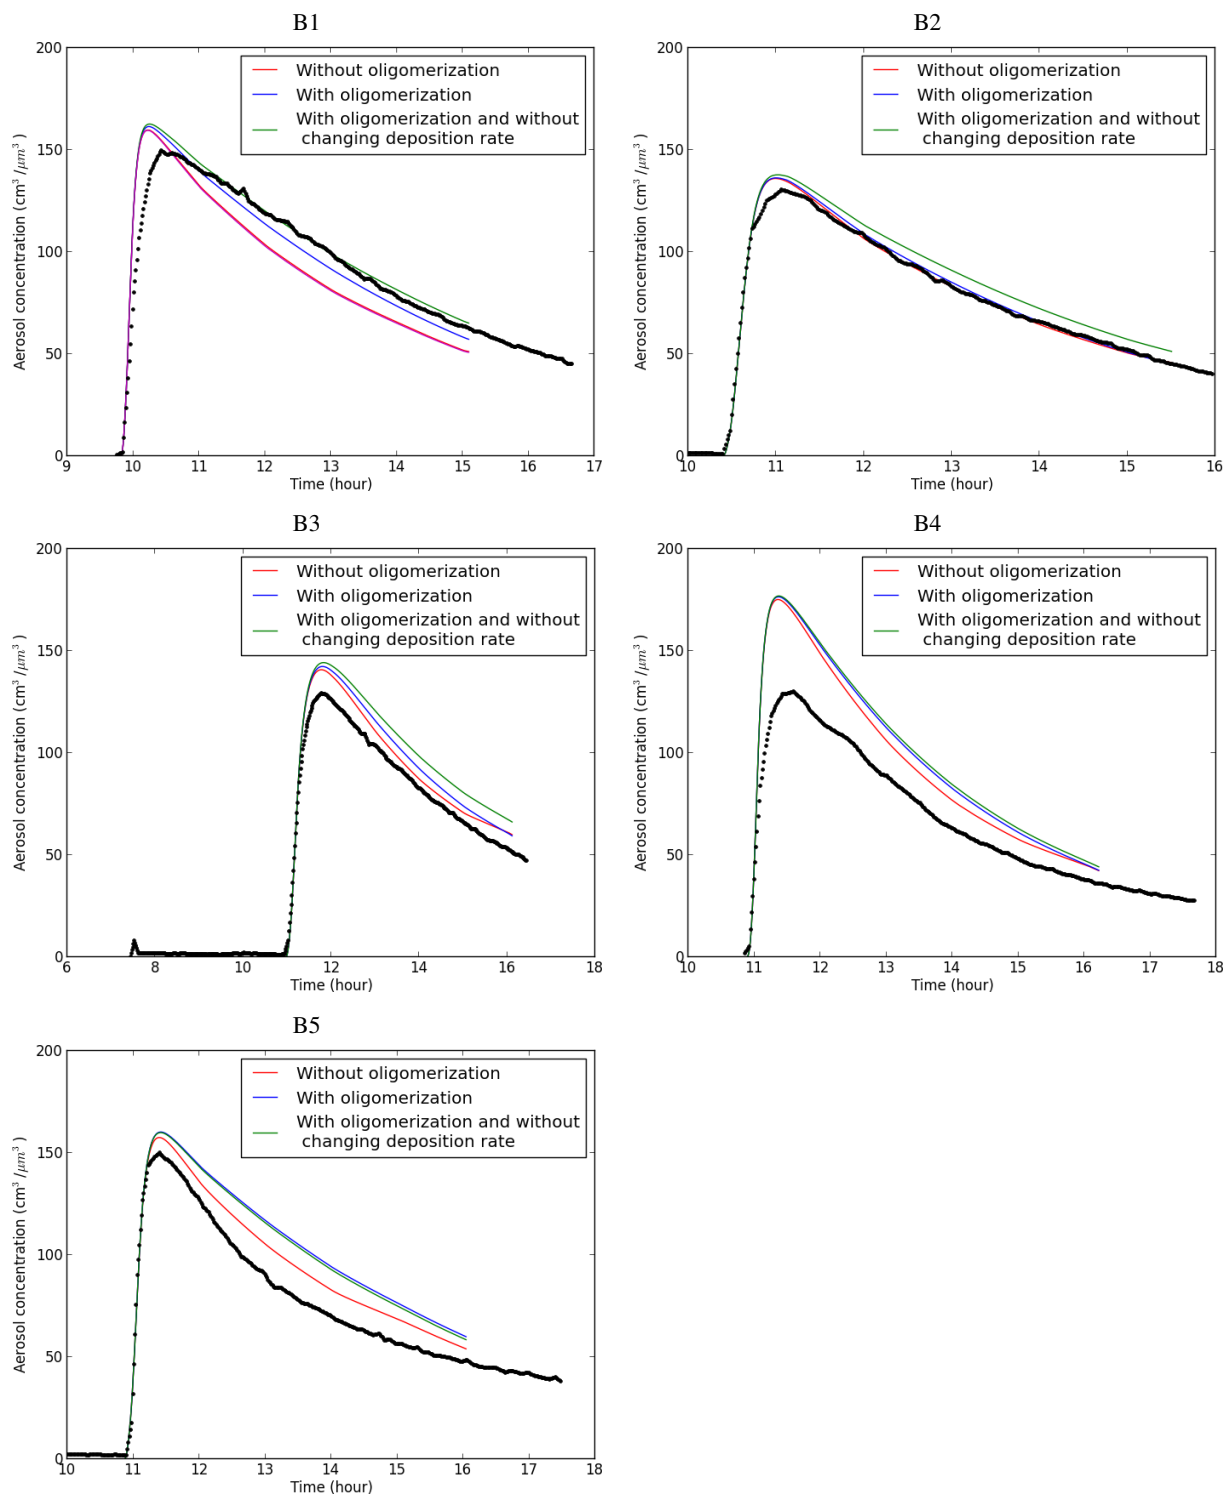 B1
Aerosol concentration (cm³ /μm³ )
200
150
100
50
0
Without oligomerization
With oligomerization
With oligomerization and without
changing deposition rate
9 10 11 12 13 14 15 16 17
Time (hour)
B2
Aerosol concentration (cm³ /μm³ )
200
150
100
50
0
Without oligomerization
With oligomerization
With oligomerization and without
changing deposition rate
10 11 12 13 14 15 16
Time (hour)
B3
Aerosol concentration (cm³ /μm³ )
200
150
100
50
0
Without oligomerization
With oligomerization
With oligomerization and without
changing deposition rate
6 8 10 12 14 16 18
Time (hour)
B4
Aerosol concentration (cm³ /μm³ )
200
150
100
50
0
Without oligomerization
With oligomerization
With oligomerization and without
changing deposition rate
10 11 12 13 14 15 16 17 18
Time (hour)
B5
Aerosol concentration (cm³ /μm³ )
200
150
100
50
0
Without oligomerization
With oligomerization
With oligomerization and without
changing deposition rate
10 11 12 13 14 15 16 17 18
Time (hour)